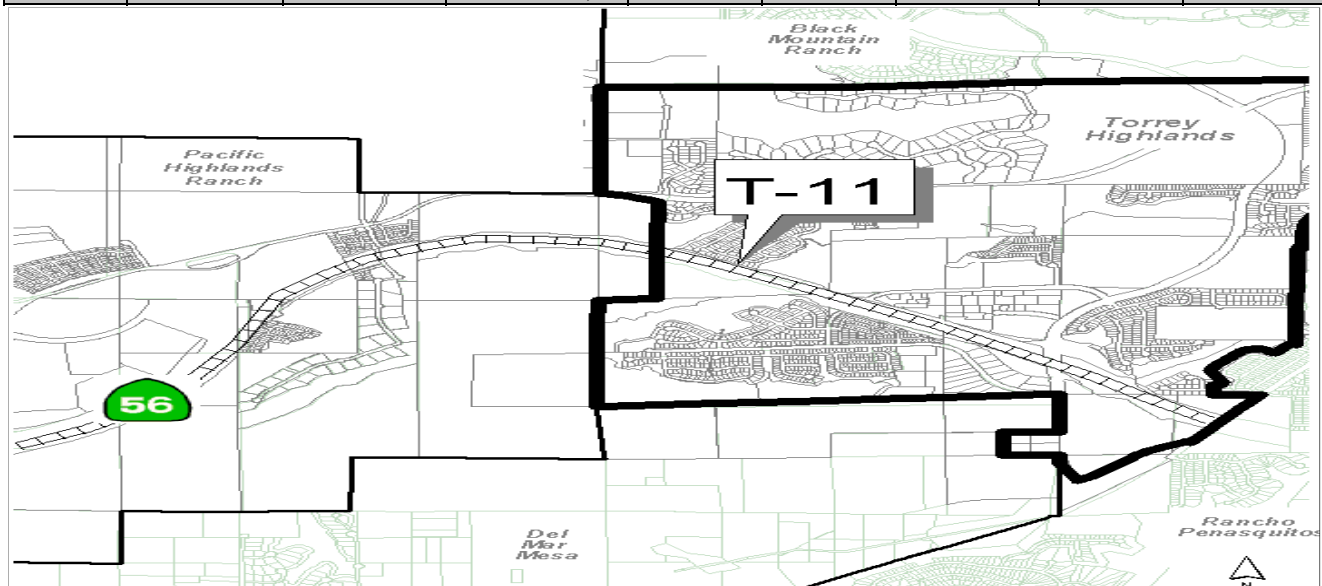 Black
Mountain
Ranch
Torrey
Highlands
Pacific
Highlands
Ranch
T-11
56
Del
Mar
Mesa
Rancho
Penasquitos
N